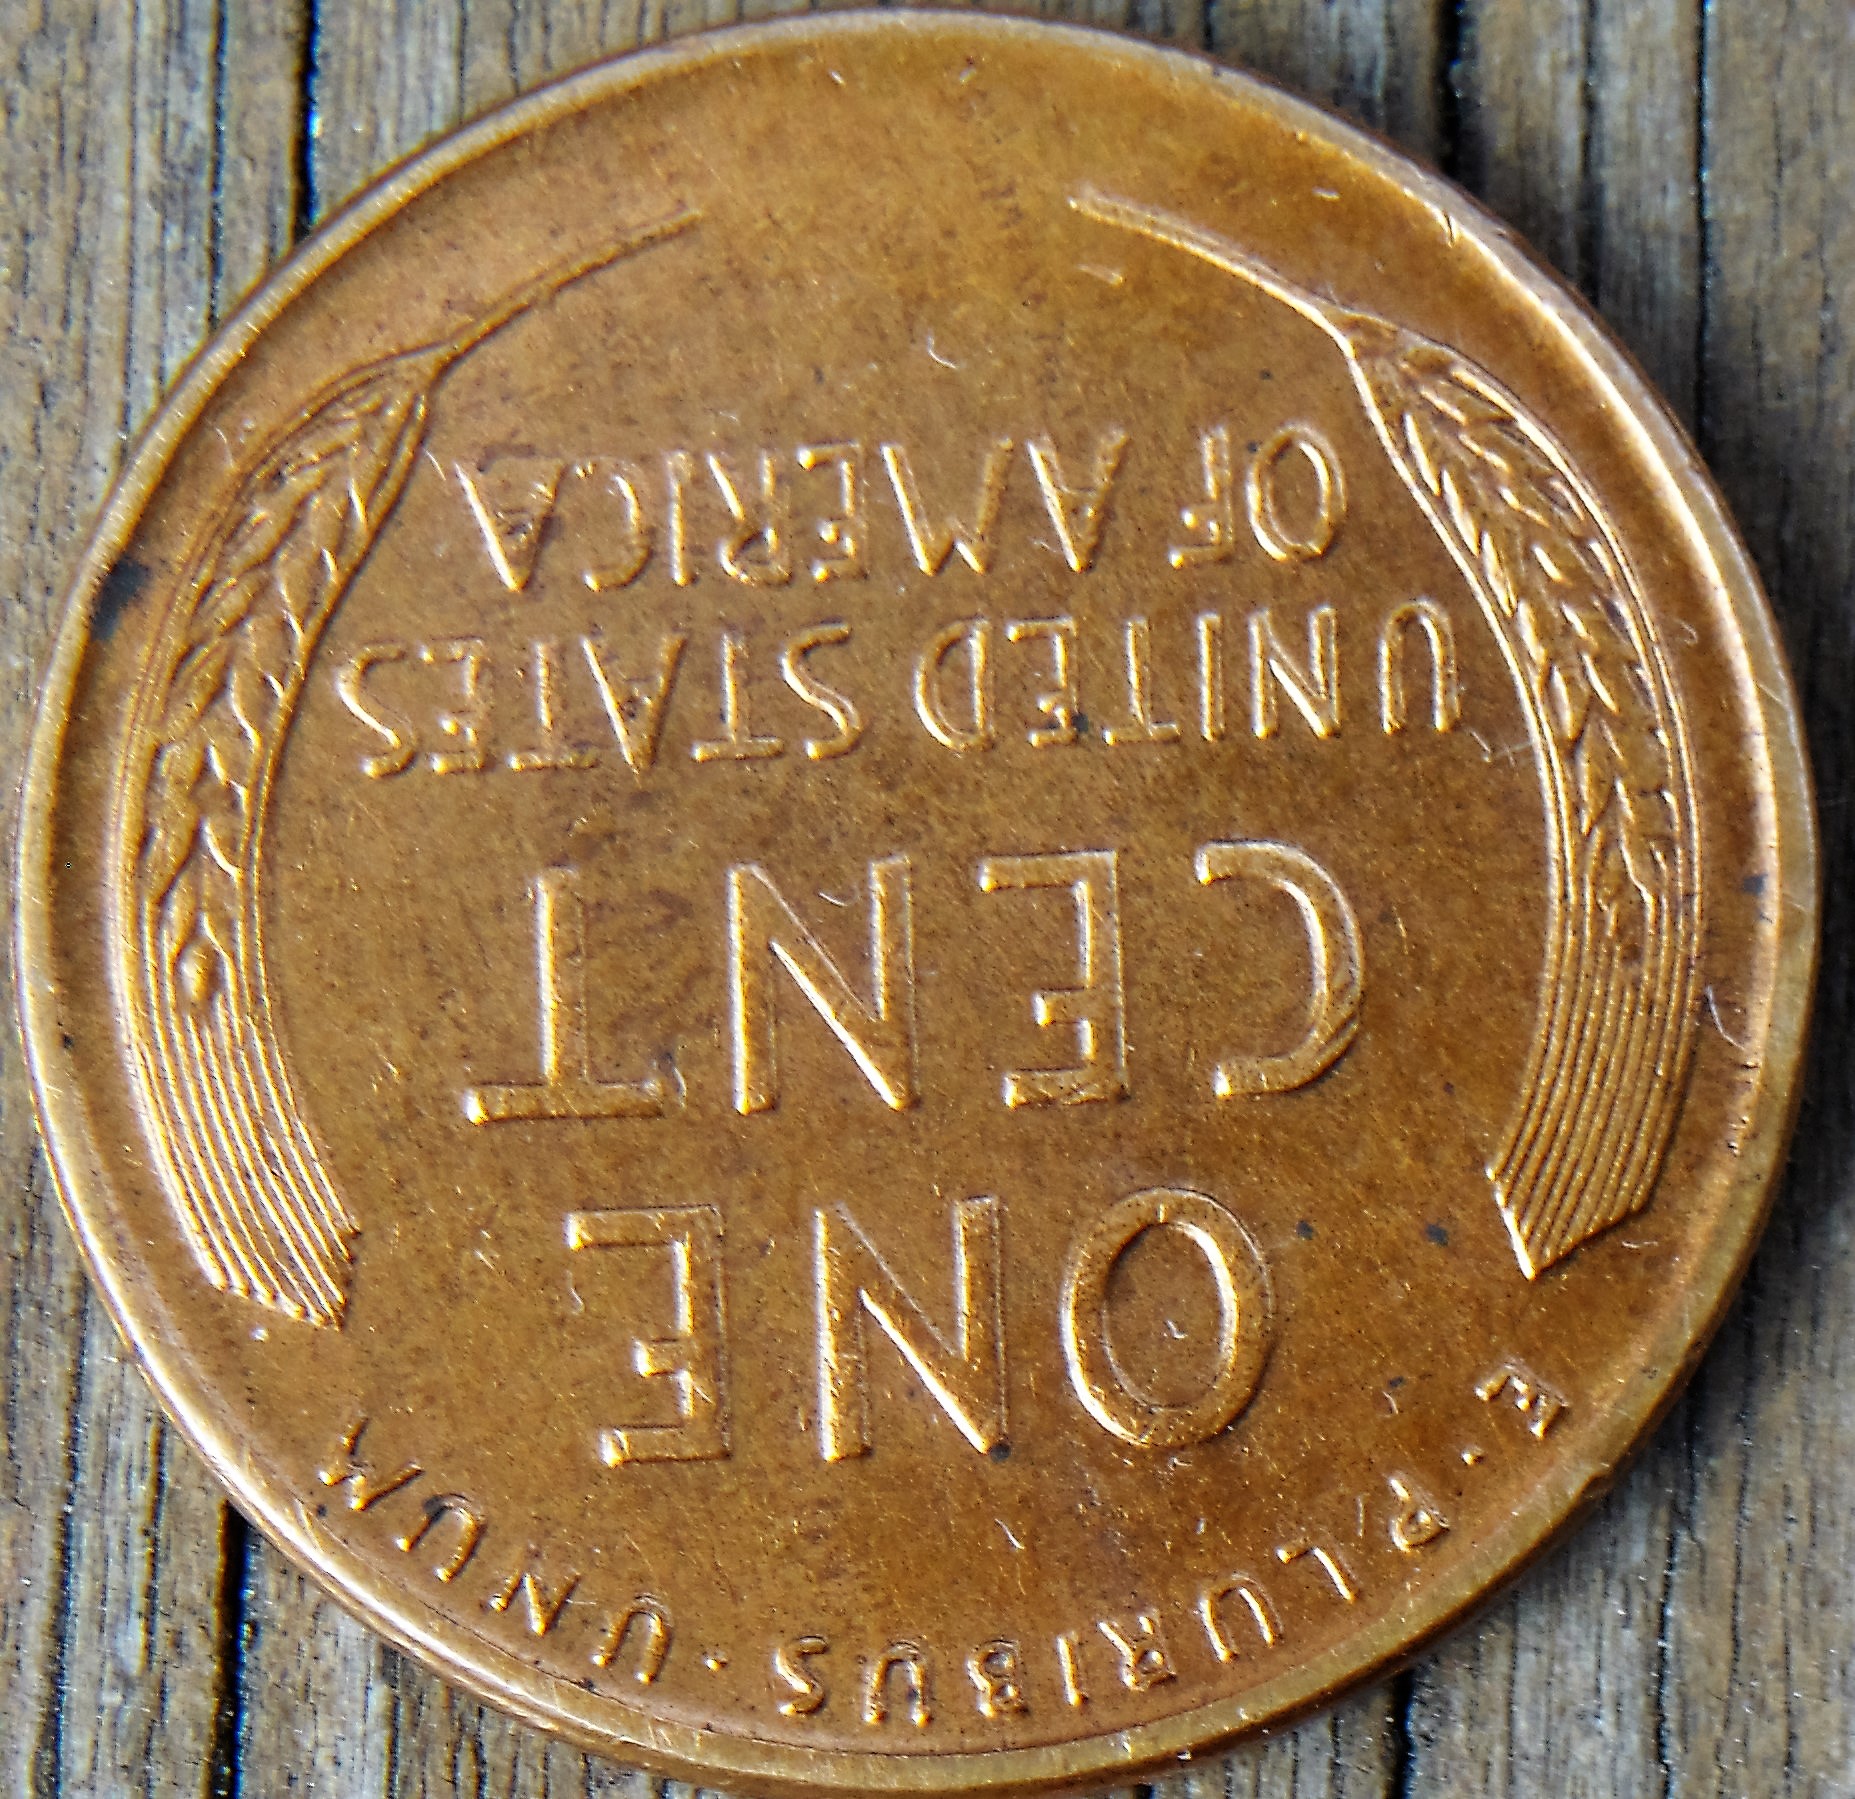 E·PLURIBUS·UNUM
ONE
CENT
UNITED STATES
OF AMERICA